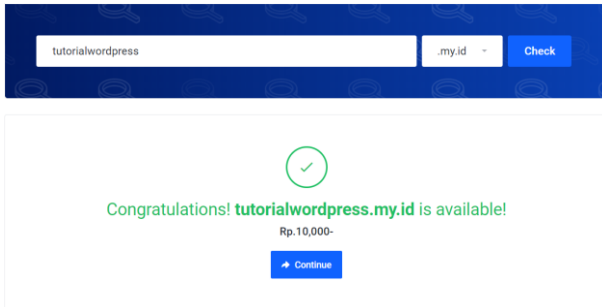 tutorialwordpress
.my.id
Check
Congratulations! tutorialwordpress.my.id is available!
Rp.10,000-
Continue